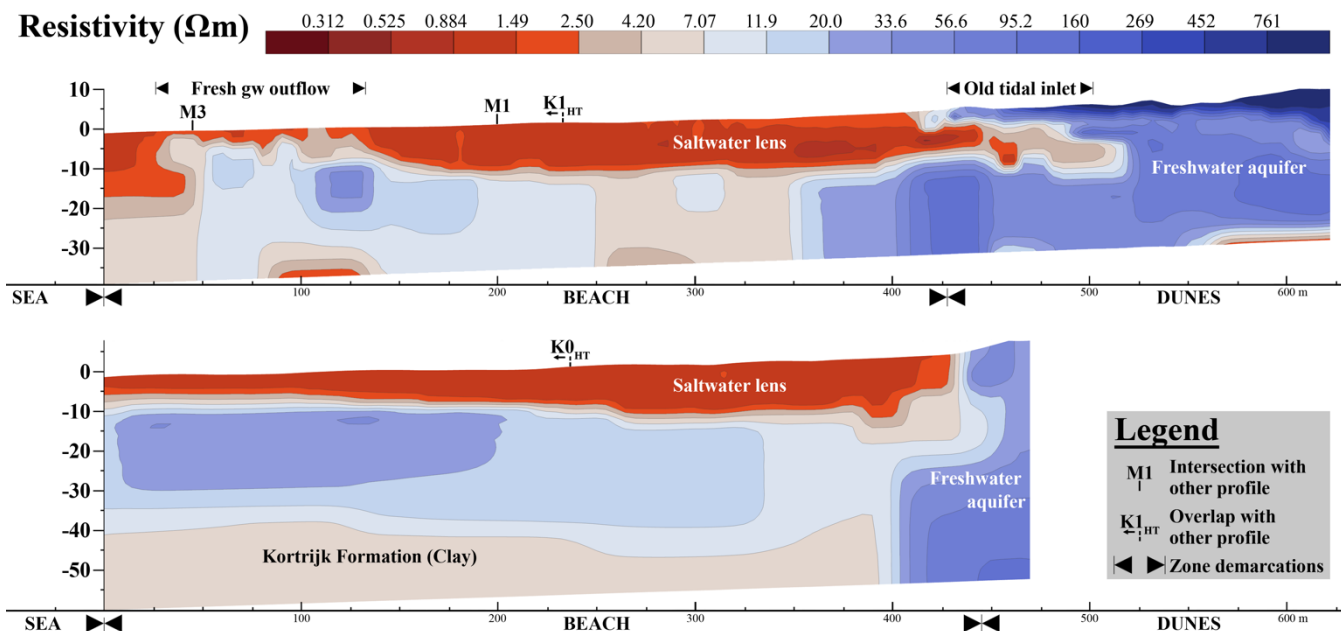 Resistivity (Ωm)
0.312 0.525 0.884 1.49 2.50 4.20 7.07 11.9 20.0 33.6 56.6 95.2 160 269 452 761
10
0
-10
-20
-30
Fresh gw outflow
M3
M1
K1HT
Old tidal inlet
Saltwater lens
Freshwater aquifer
100 200 300 400 500 600 m
SEA BEACH DUNES
0
-10
-20
-30
-40
-50
K0HT
Saltwater lens
Freshwater
aquifer
Kortrijk Formation (Clay)
100 200 300 400 500 600 m
SEA BEACH DUNES
Legend
M1 Intersection with
other profile
K1HT Overlap with
other profile
Zone demarcations